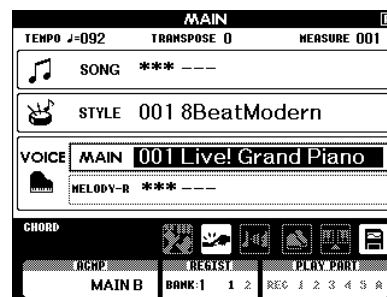 MAIN
TEMPO ♩=092 TRANSPOSE 0 MEASURE 001
SONG *** ---
STYLE 001 8BeatModern
VOICE MAIN 001 Live! Grand Piano
MELODY-R *** ---
CHORD
ACMP REGIST PLAY PART
MAIN B BANK:1 1 2 REC 1 2 3 4 5 A